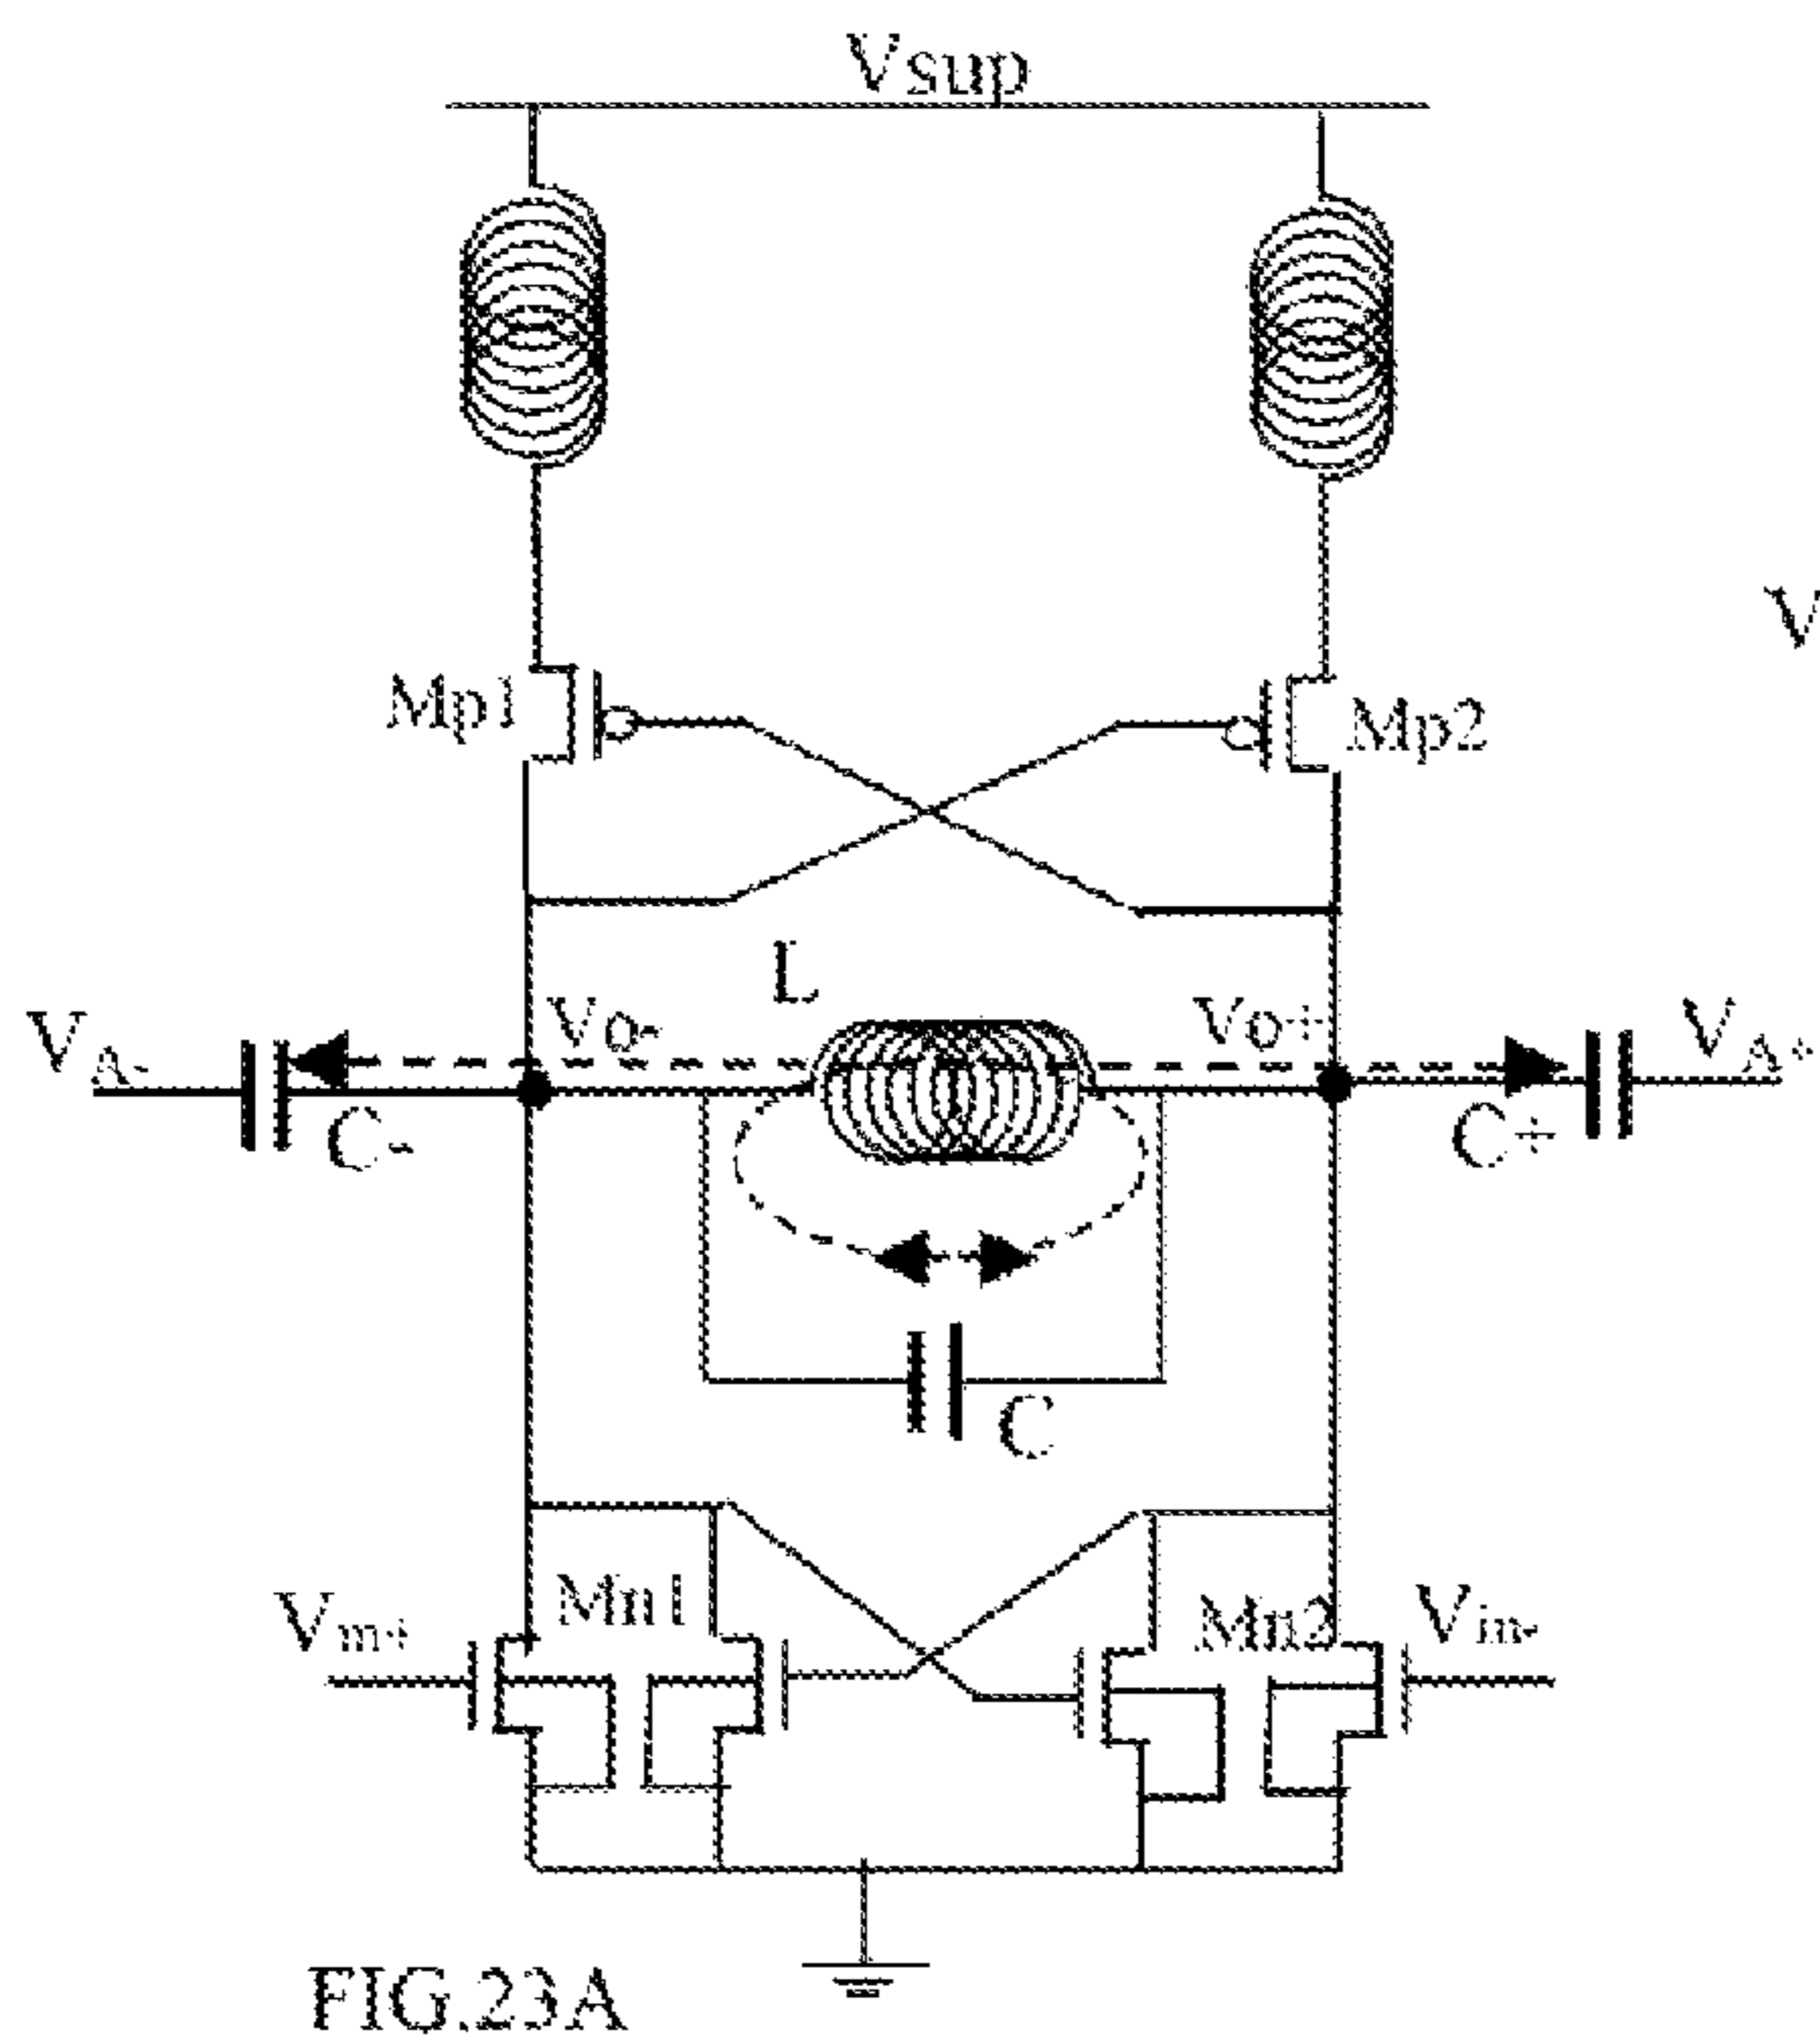 Vsup
Mp1
Mp2
V
L
Vo-
Vo+
VA-
VA+
C-
C+
C
Mn1
Mn2
Vin+
Vin-
FIG.23A